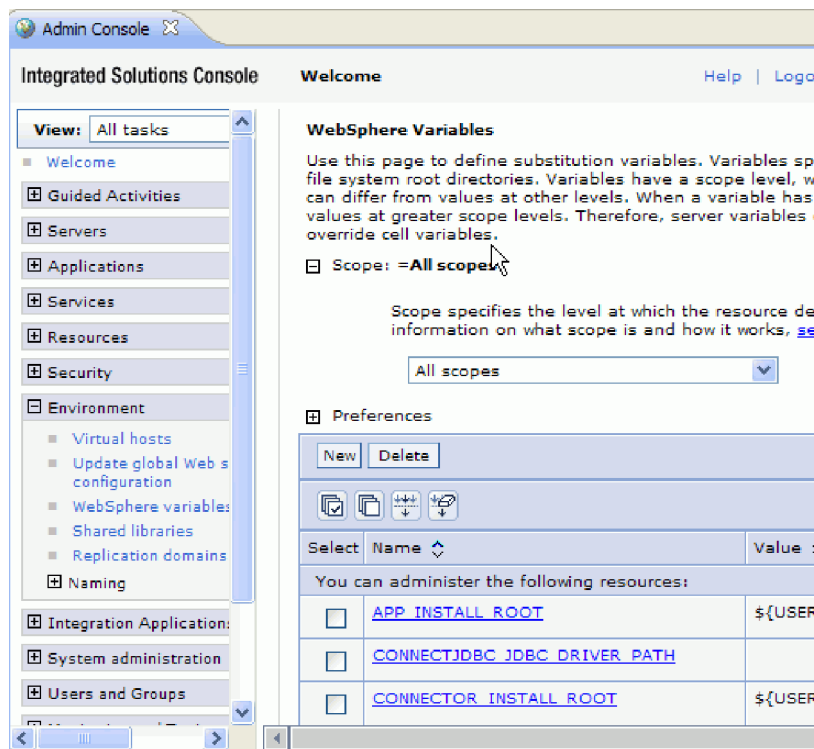 Admin Console
Integrated Solutions Console
Welcome
Help | Logo
View: All tasks
Welcome
Guided Activities
Servers
Applications
Services
Resources
Security
Environment
Virtual hosts
Update global Web s
configuration
WebSphere variables
Shared libraries
Replication domains
Naming
Integration Applications
System administration
Users and Groups
WebSphere Variables
Use this page to define substitution variables. Variables sp
file system root directories. Variables have a scope level, w
can differ from values at other levels. When a variable has
values at greater scope levels. Therefore, server variables
override cell variables.
Scope: =All scopes
Scope specifies the level at which the resource de
information on what scope is and how it works, se
All scopes
Preferences
New Delete
Select Name Value
You can administer the following resources:
APP_INSTALL_ROOT ${USER
CONNECTJDBC_JDBC_DRIVER_PATH
CONNECTOR_INSTALL_ROOT ${USER